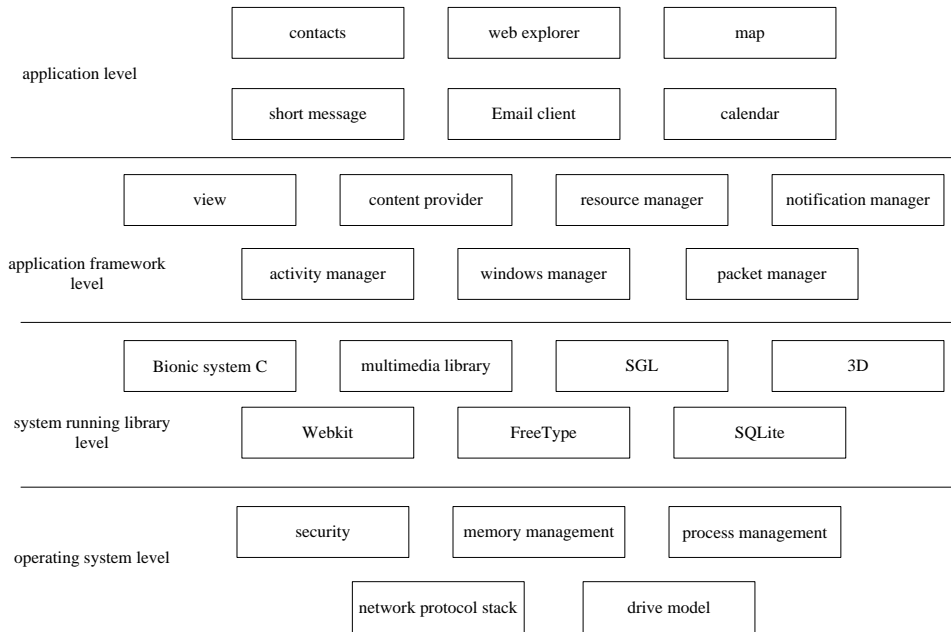 contacts
web explorer
map
application level
short message
Email client
calendar
view
content provider
resource manager
notification manager
application framework
level
activity manager
windows manager
packet manager
Bionic system C
multimedia library
SGL
3D
system running library
level
Webkit
FreeType
SQLite
security
memory management
process management
operating system level
network protocol stack
drive model